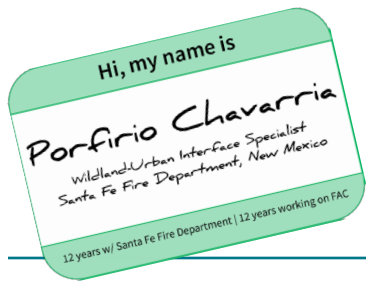 Hi, my name is
Porfirio Chavarria
Wildland-Urban Interface Specialist
Santa Fe Fire Department, New Mexico
12 years w/ Santa Fe Fire Department | 12 years working on FAC